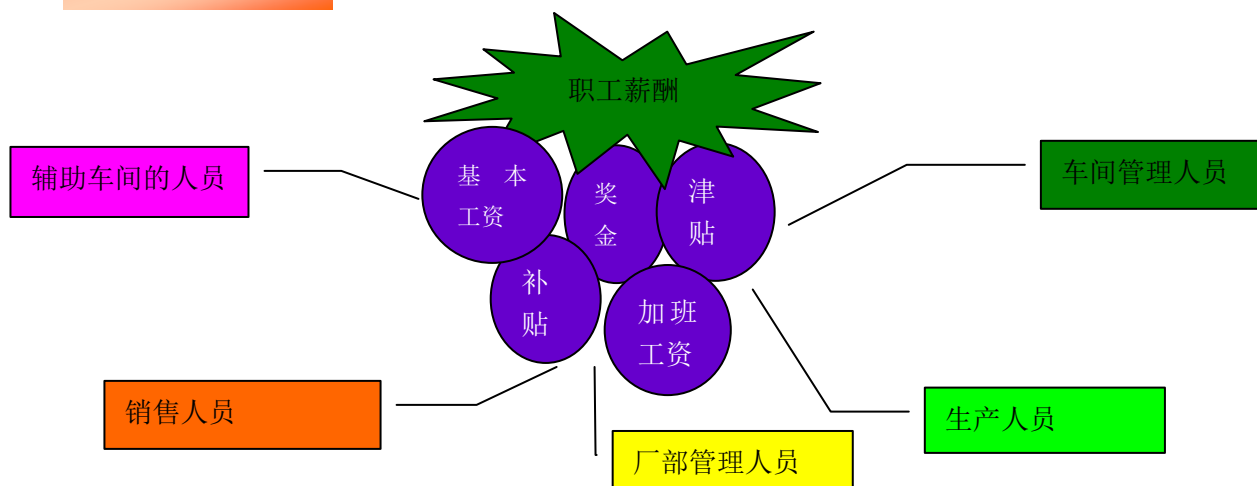 职工薪酬
辅助车间的人员
车间管理人员
基 本
工资
奖
金
津
贴
补
贴
加班
工资
销售人员
生产人员
厂部管理人员